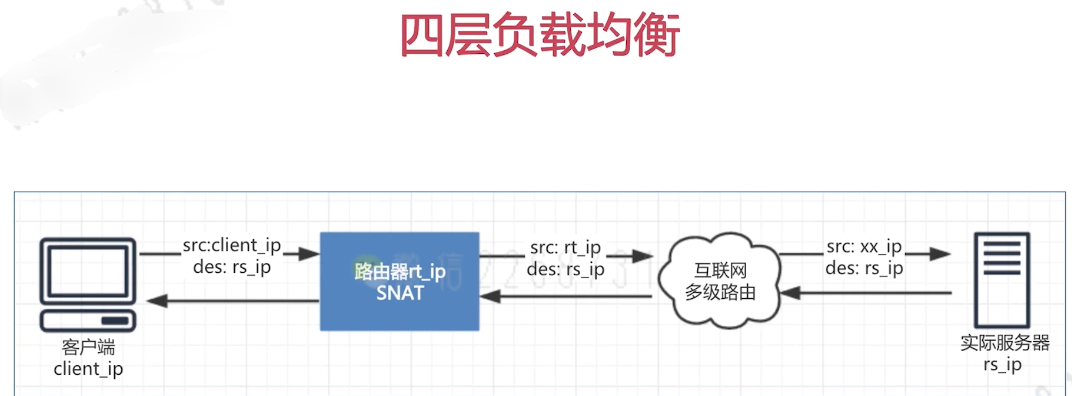 四层负载均衡
src:client_ip
des: rs_ip
路由器rt_ip
SNAT
src: rt_ip
des: rs_ip
互联网
多级路由
src: xx_ip
des: rs_ip
客户端
client_ip
实际服务器
rs_ip